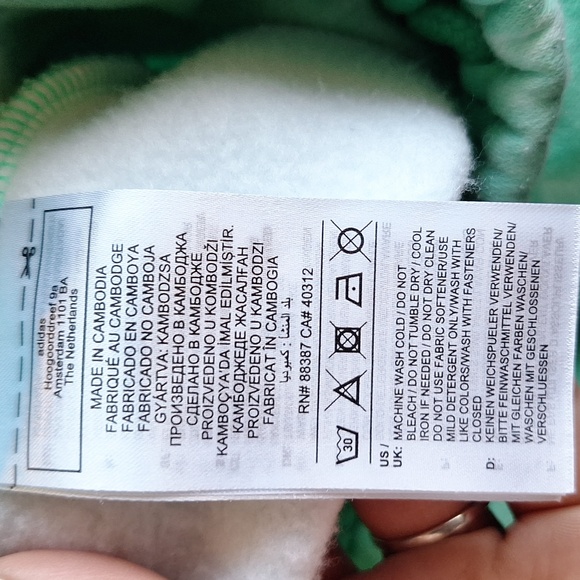 adidas
Hoogoorddreef 9a
Amsterdam 1101 BA
The Netherlands
MADE IN CAMBODIA
FABRIQUÉ AU CAMBODGE
FABRICADO EN CAMBOYA
FABRICADO NO CAMBOJA
GYÁRTVA: KAMBODZSA
ПРОИЗВЕДЕНО В КАМБОДЖА
СДЕЛАНО В КАМБОДЖЕ
PROIZVEDENO U KOMBODŽI
KAMBOÇYA'DA İMAL EDİLMİŞTİR.
КАМБОДЖЕДЕ ЖАСАЛҒАН
PROIZVEDENO U KAMBODZI
FABRICAT ÎN CAMBOGIA
بلد المنشأ : كمبوديا
RN# 88387 CA# 40312
30
US /
UK: MACHINE WASH COLD / DO NOT
BLEACH / DO NOT TUMBLE DRY / COOL
IRON IF NEEDED / DO NOT DRY CLEAN
DO NOT USE FABRIC SOFTENER/USE
MILD DETERGENT ONLY/WASH WITH
LIKE COLORS/WASH WITH FASTENERS
CLOSED
D: KEINEN WEICHSPÜLER VERWENDEN/
BITTE FEINWASCHMITTEL VERWENDEN/
MIT GLEICHEN FARBEN WASCHEN/
WASCHEN MIT GESCHLOSSENEN
VERSCHLUESSEN